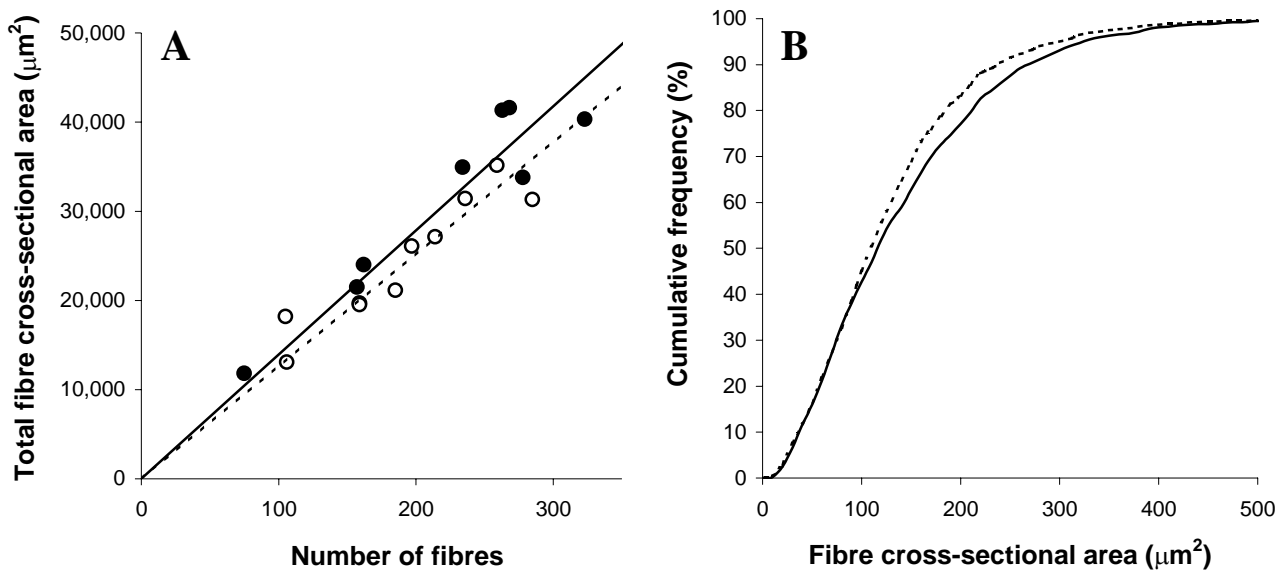 A
Total fibre cross-sectional area (μm²)
50,000
40,000
30,000
20,000
10,000
0
0 100 200 300
Number of fibres
B
Cumulative frequency (%)
100
90
80
70
60
50
40
30
20
10
0
0 100 200 300 400 500
Fibre cross-sectional area (μm²)